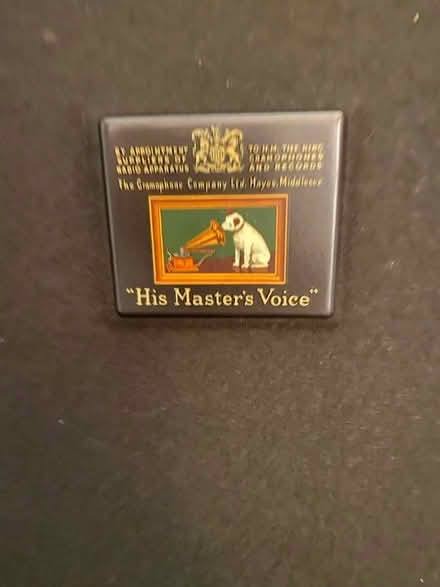 BY APPOINTMENT TO H.M. THE KING
SUPPLIERS OF GRAMOPHONES
RADIO APPARATUS AND RECORDS
The Gramophone Company Ltd. Hayes, Middlesex
"His Master's Voice"